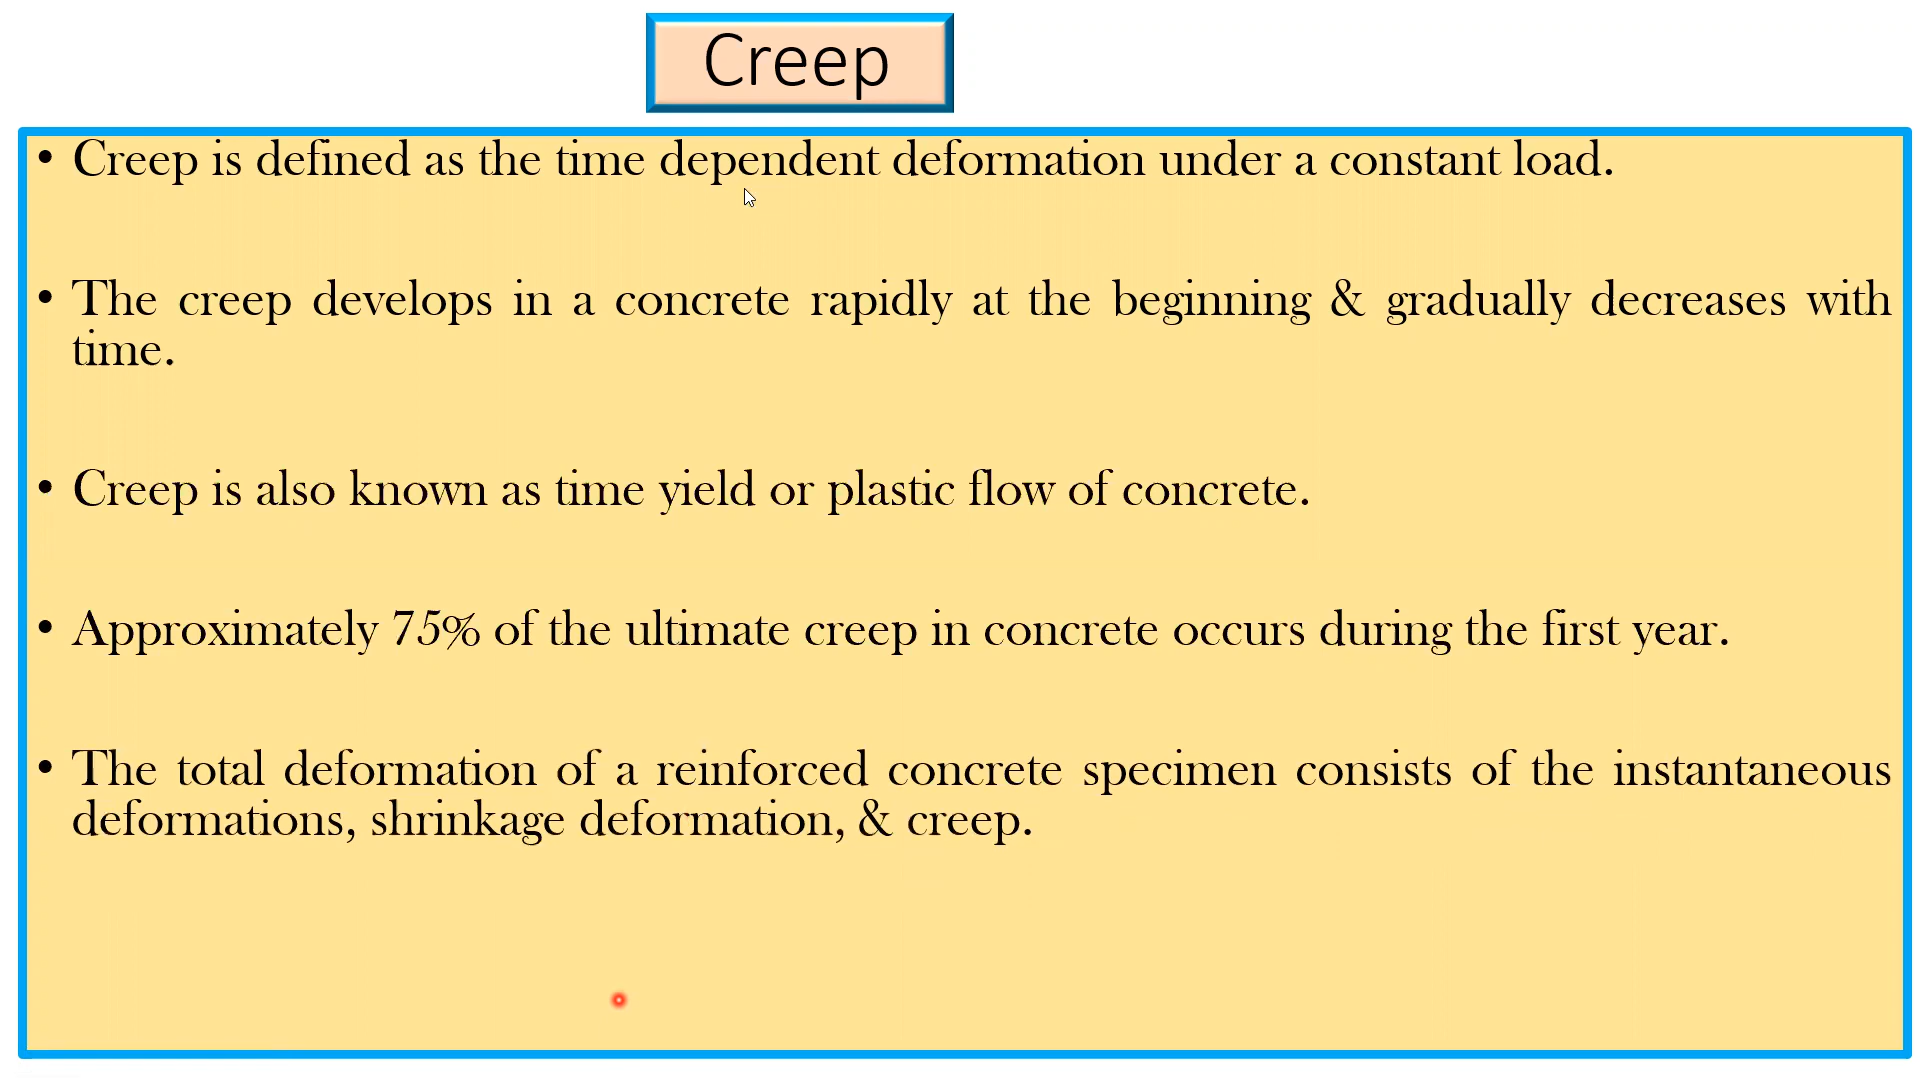 Creep
• Creep is defined as the time dependent deformation under a constant load.
• The creep develops in a concrete rapidly at the beginning & gradually decreases with
time.
• Creep is also known as time yield or plastic flow of concrete.
• Approximately 75% of the ultimate creep in concrete occurs during the first year.
• The total deformation of a reinforced concrete specimen consists of the instantaneous
deformations, shrinkage deformation, & creep.